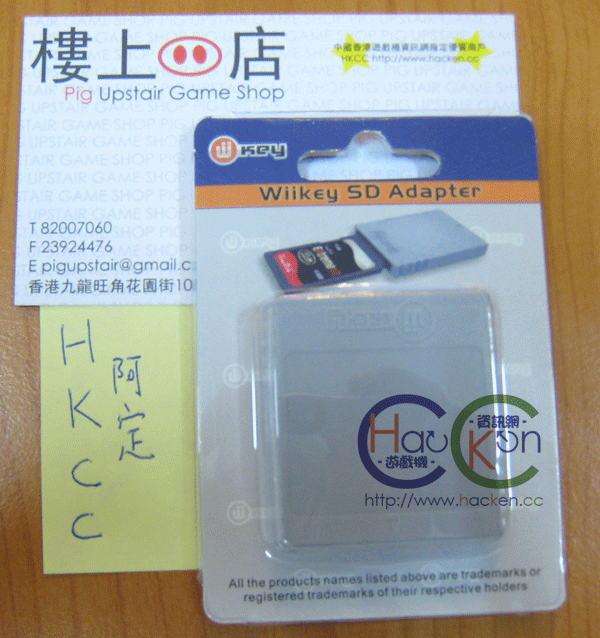 樓上店
Pig Upstair Game Shop
中國香港遊戲機資訊網指定優質商戶
HKCC http://www.hacken.cc
UPSTAIR GAME SHOP PIG
T 82007060
F 23924476
E pigupstair@gmail.c
香港九龍旺角花園街10
wiikey
Wiikey SD Adapter
HKCC
阿定
Hacken
資訊網
遊戲機
http://www.hacken.cc
All the products names listed above are trademarks or
registered trademarks of their respective holders